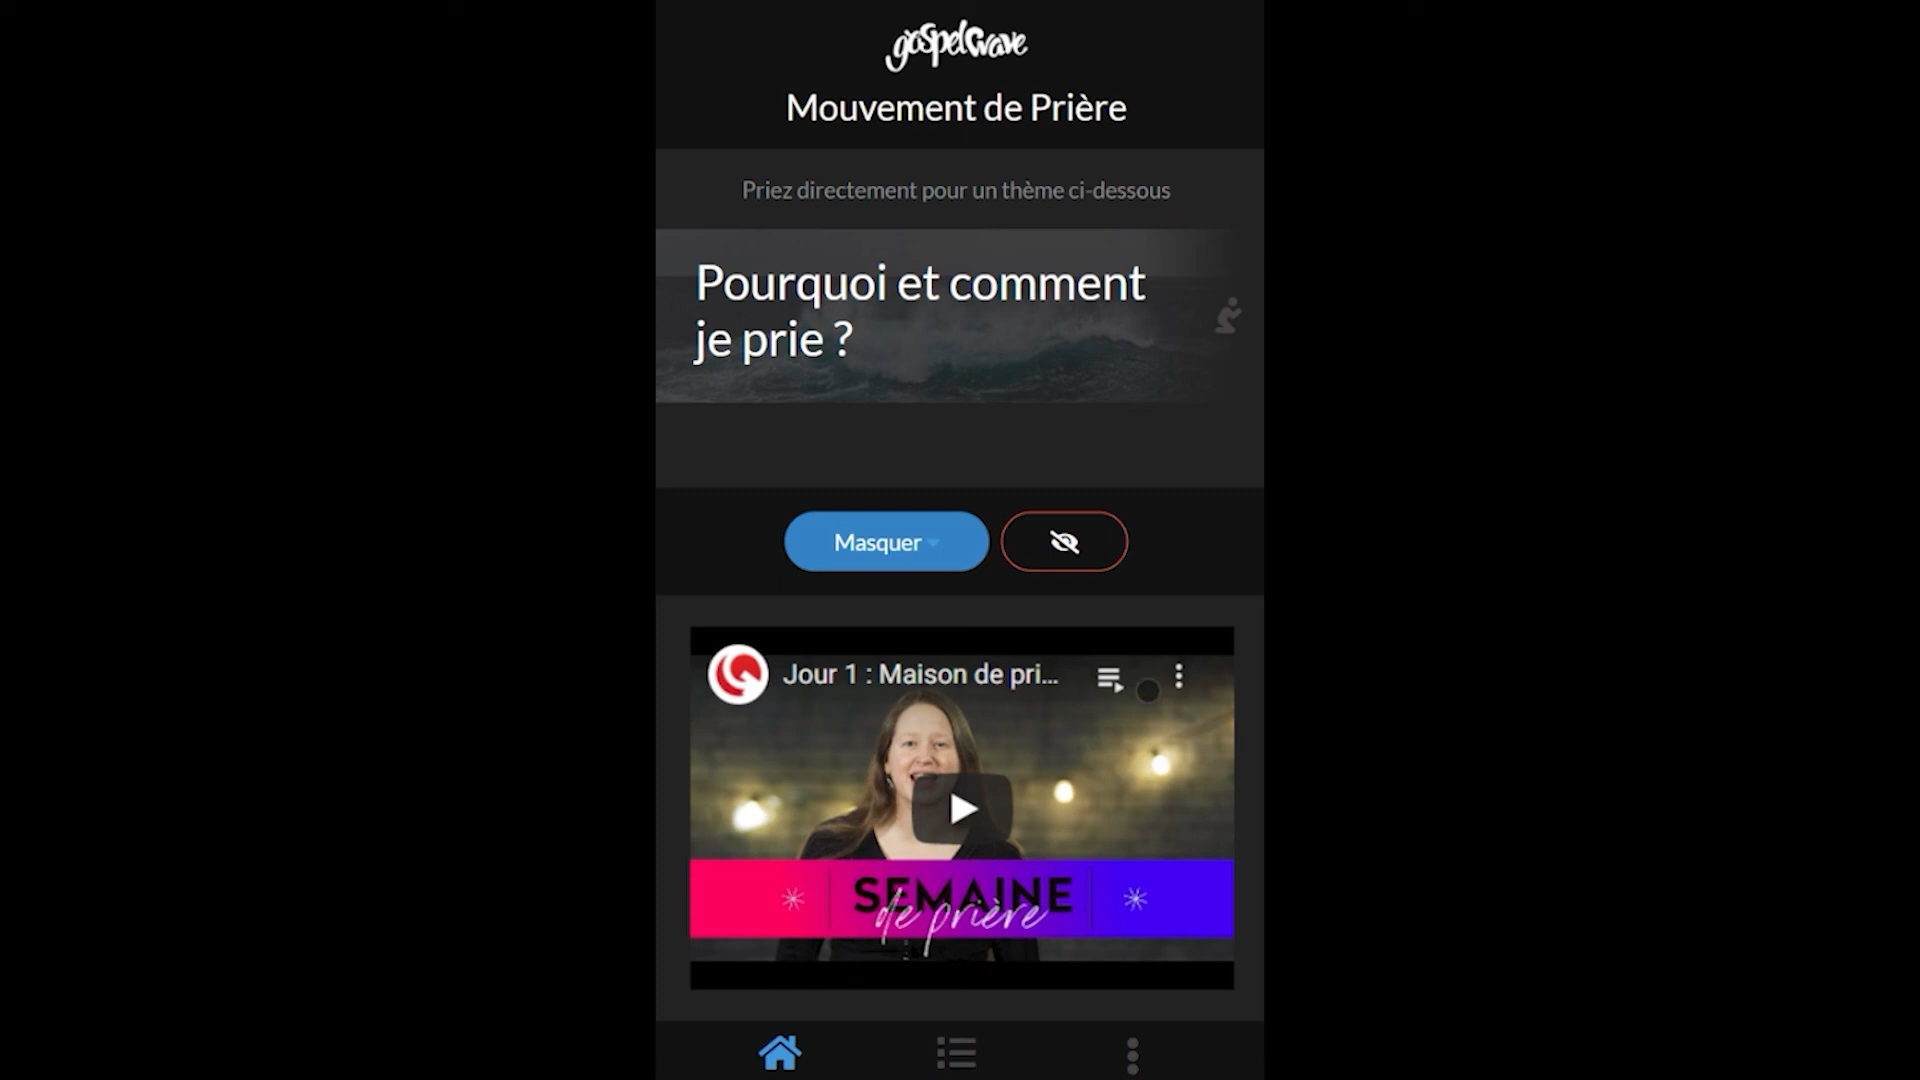 gospelwave
Mouvement de Prière
Priez directement pour un thème ci-dessous
Pourquoi et comment
je prie ?
Masquer
Jour 1 : Maison de pri...
SEMAINE
de prière